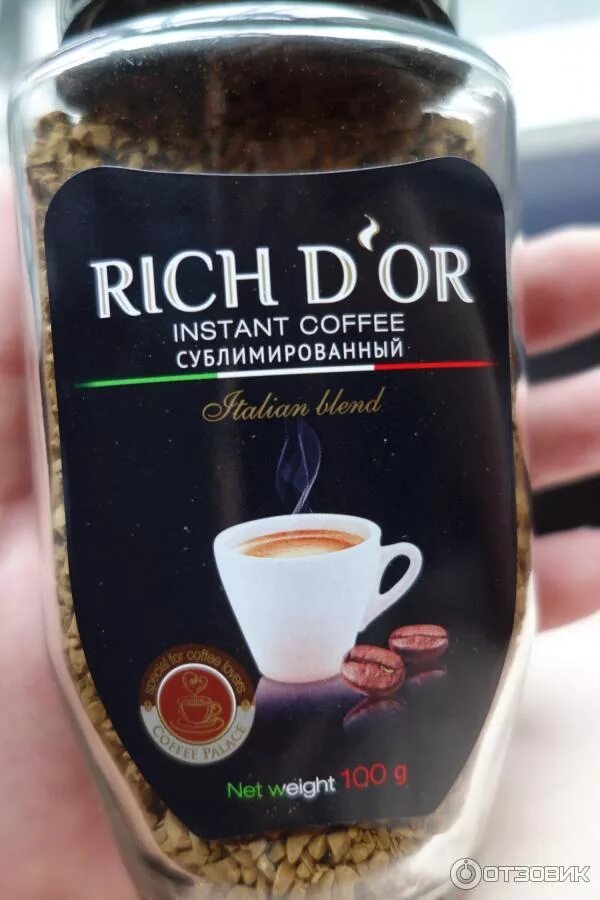 RICH D'OR
INSTANT COFFEE
СУБЛИМИРОВАННЫЙ
Italian blend
special for coffee lovers
COFFEE PALACE
Net weight 100 g
ОТЗОВИК